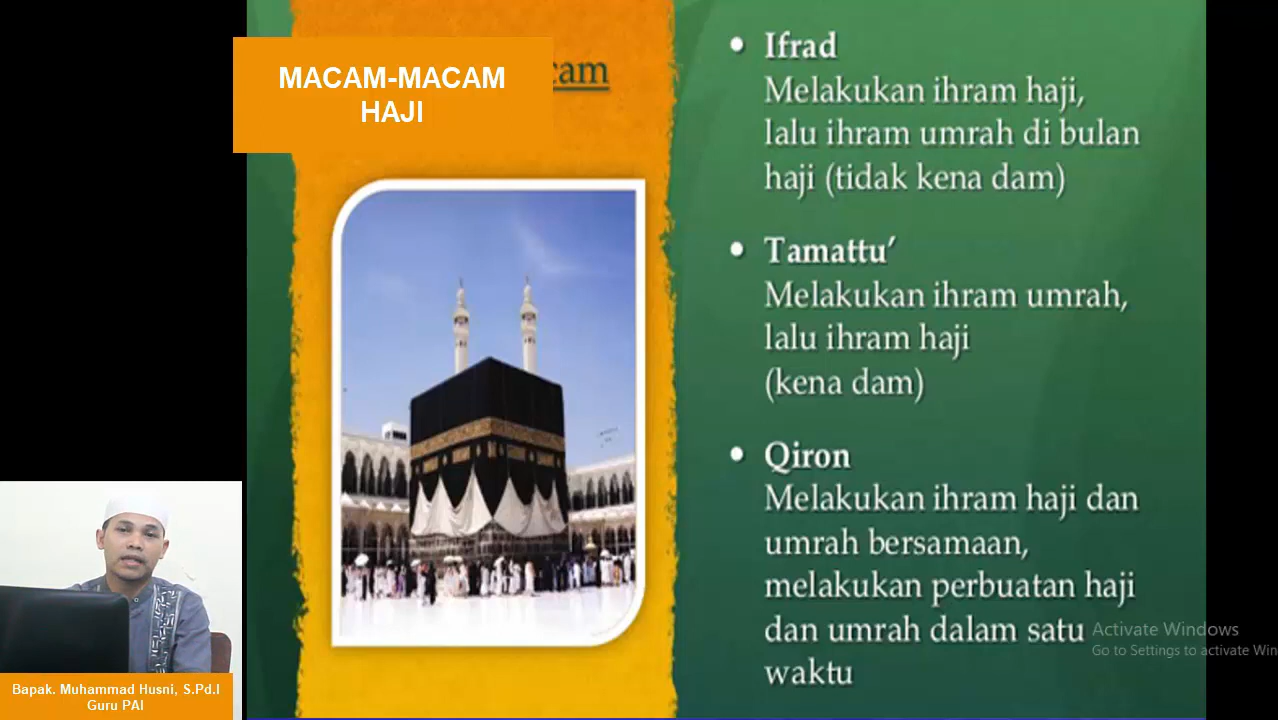 MACAM-MACAM
HAJI
• Ifrad
Melakukan ihram haji,
lalu ihram umrah di bulan
haji (tidak kena dam)
• Tamattu’
Melakukan ihram umrah,
lalu ihram haji
(kena dam)
• Qiron
Melakukan ihram haji dan
umrah bersamaan,
melakukan perbuatan haji
dan umrah dalam satu
waktu
Activate Windows
Go to Settings to activate Win
Bapak. Muhammad Husni, S.Pd.I
Guru PAI